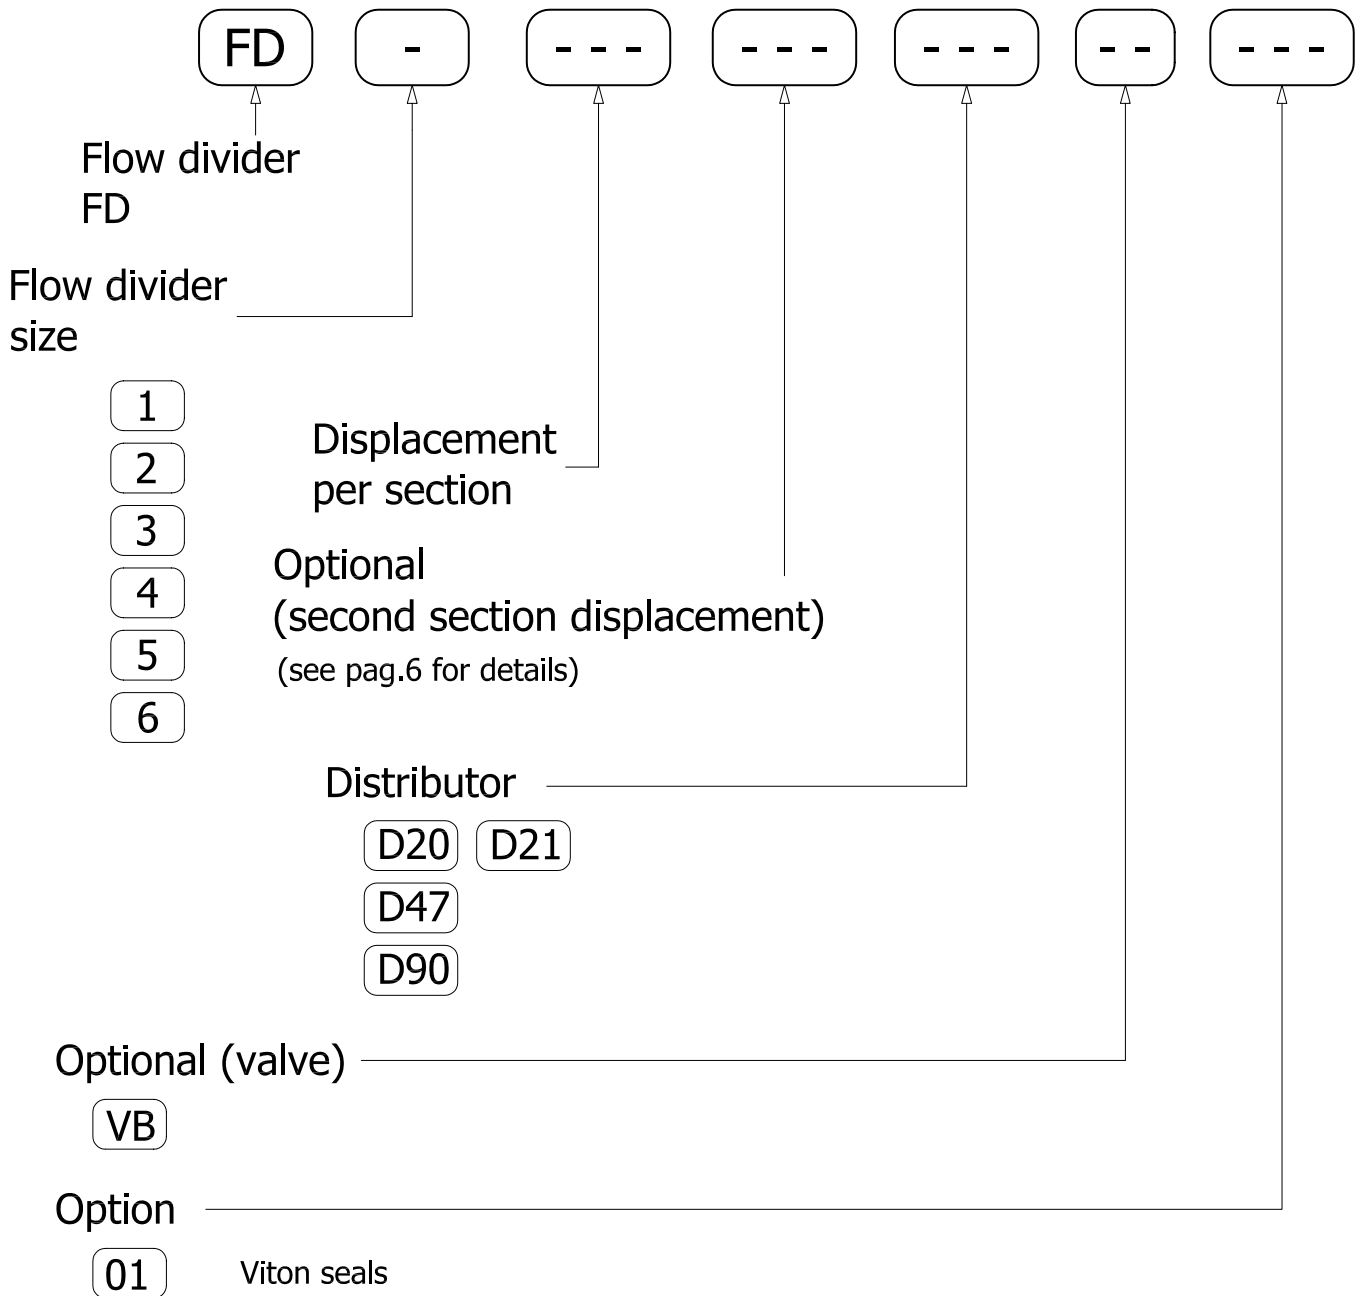 FD - - - - - - - - - - - - - - -
Flow divider
FD
Flow divider
size
1
2
3
4
5
6
Displacement
per section
Optional
(second section displacement)
(see pag.6 for details)
Distributor
D20 D21
D47
D90
Optional (valve)
VB
Option
01 Viton seals